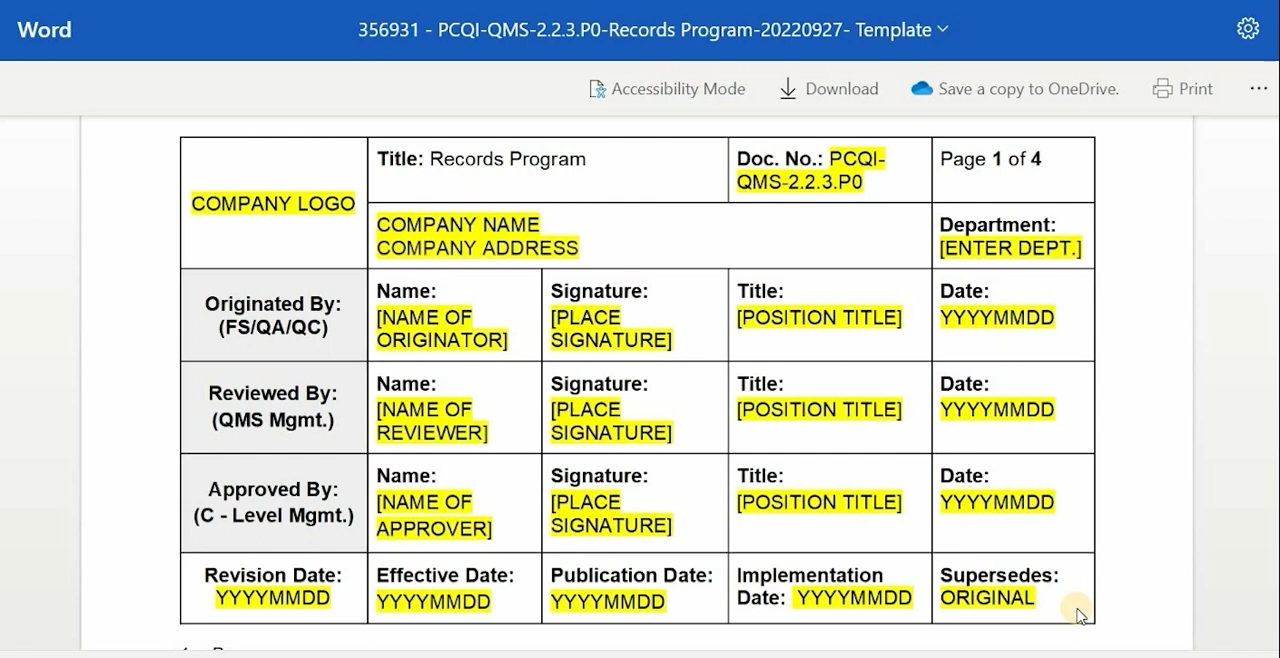 Word
356931 - PCQI-QMS-2.2.3.P0-Records Program-20220927- Template
Accessibility Mode
Download
Save a copy to OneDrive.
Print
COMPANY LOGO
Title: Records Program
Doc. No.: PCQI-
QMS-2.2.3.P0
Page 1 of 4
COMPANY NAME
COMPANY ADDRESS
Department:
[ENTER DEPT.]
Originated By:
(FS/QA/QC)
Name:
[NAME OF
ORIGINATOR]
Signature:
[PLACE
SIGNATURE]
Title:
[POSITION TITLE]
Date:
YYYYMMDD
Reviewed By:
(QMS Mgmt.)
Name:
[NAME OF
REVIEWER]
Signature:
[PLACE
SIGNATURE]
Title:
[POSITION TITLE]
Date:
YYYYMMDD
Approved By:
(C - Level Mgmt.)
Name:
[NAME OF
APPROVER]
Signature:
[PLACE
SIGNATURE]
Title:
[POSITION TITLE]
Date:
YYYYMMDD
Revision Date:
YYYYMMDD
Effective Date:
YYYYMMDD
Publication Date:
YYYYMMDD
Implementation
Date: YYYYMMDD
Supersedes:
ORIGINAL